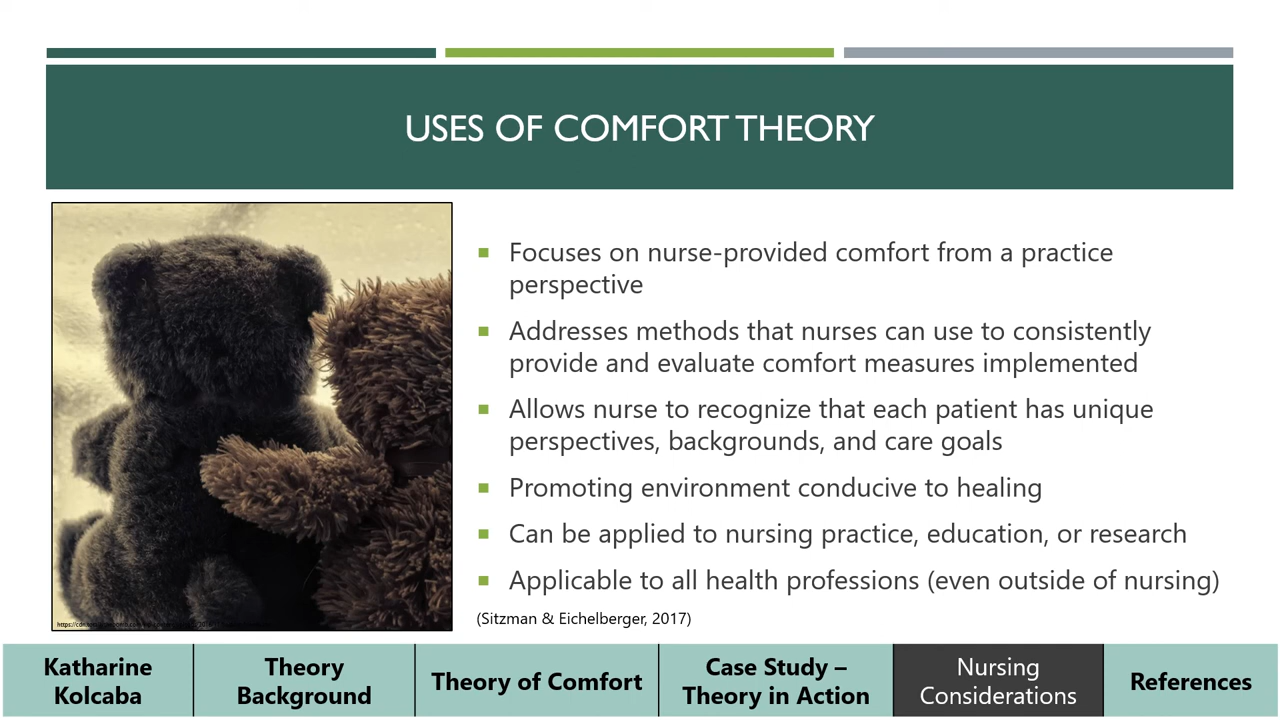 USES OF COMFORT THEORY
Focuses on nurse-provided comfort from a practice
perspective
Addresses methods that nurses can use to consistently
provide and evaluate comfort measures implemented
Allows nurse to recognize that each patient has unique
perspectives, backgrounds, and care goals
Promoting environment conducive to healing
Can be applied to nursing practice, education, or research
Applicable to all health professions (even outside of nursing)
(Sitzman & Eichelberger, 2017)
Katharine
Kolcaba
Theory
Background
Theory of Comfort
Case Study –
Theory in Action
Nursing
Considerations
References